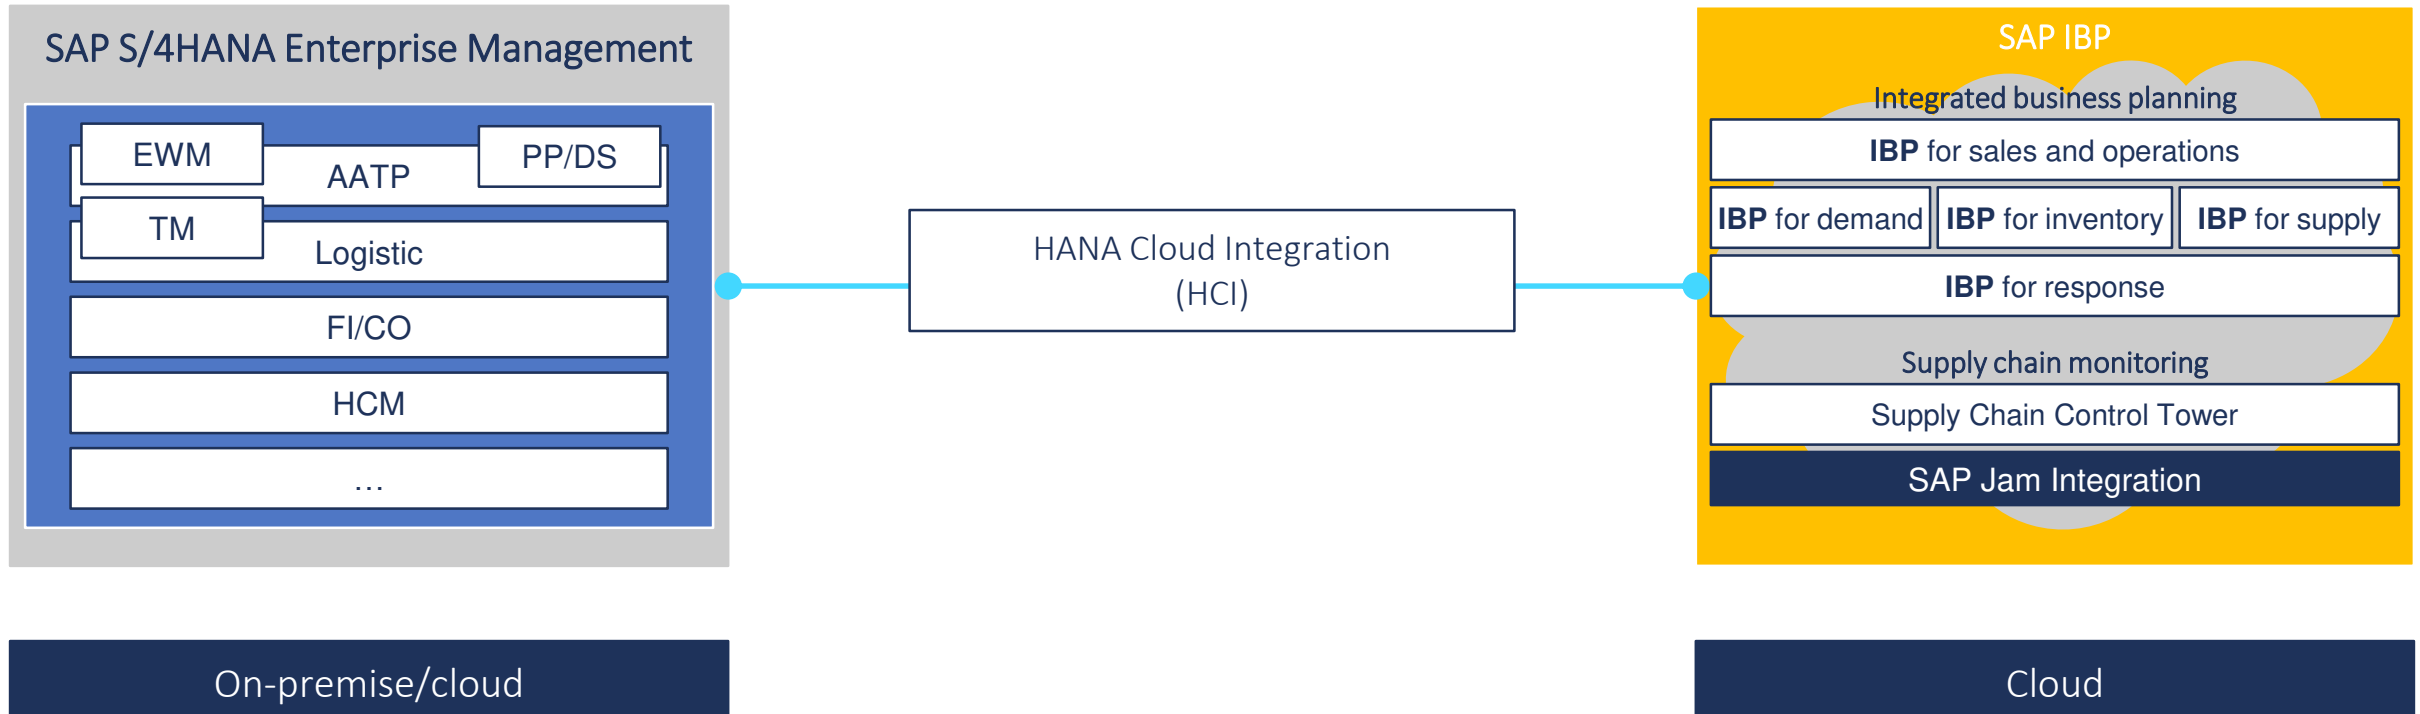 SAP S/4HANA Enterprise Management
EWM
PP/DS
AATP
TM
Logistic
FI/CO
HCM
...
On-premise/cloud
HANA Cloud Integration
(HCI)
SAP IBP
Integrated business planning
IBP for sales and operations
IBP for demand
IBP for inventory
IBP for supply
IBP for response
Supply chain monitoring
Supply Chain Control Tower
SAP Jam Integration
Cloud